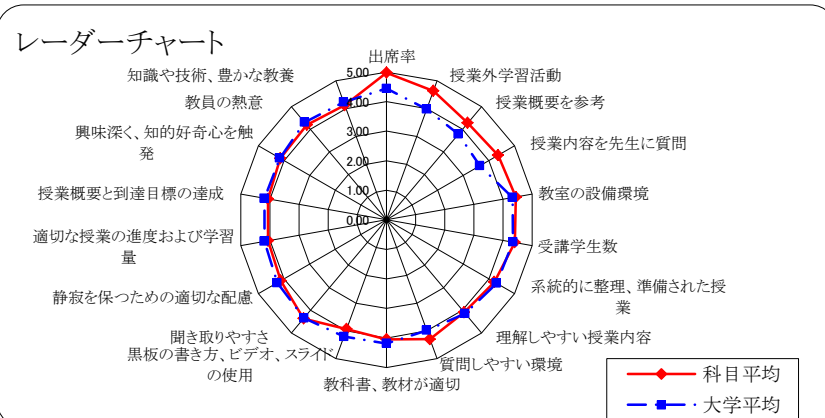 レーダーチャート
出席率
授業外学習活動
授業概要を参考
授業内容を先生に質問
教室の設備環境
受講学生数
系統的に整理、準備された授
業
理解しやすい授業内容
質問しやすい環境
教科書、教材が適切
黒板の書き方、ビデオ、スライド
の使用
聞き取りやすさ
静寂を保つための適切な配慮
適切な授業の進度および学習
量
授業概要と到達目標の達成
興味深く、知的好奇心を触
発
教員の熱意
知識や技術、豊かな教養
5.00
4.00
3.00
2.00
1.00
0.00
科目平均
大学平均